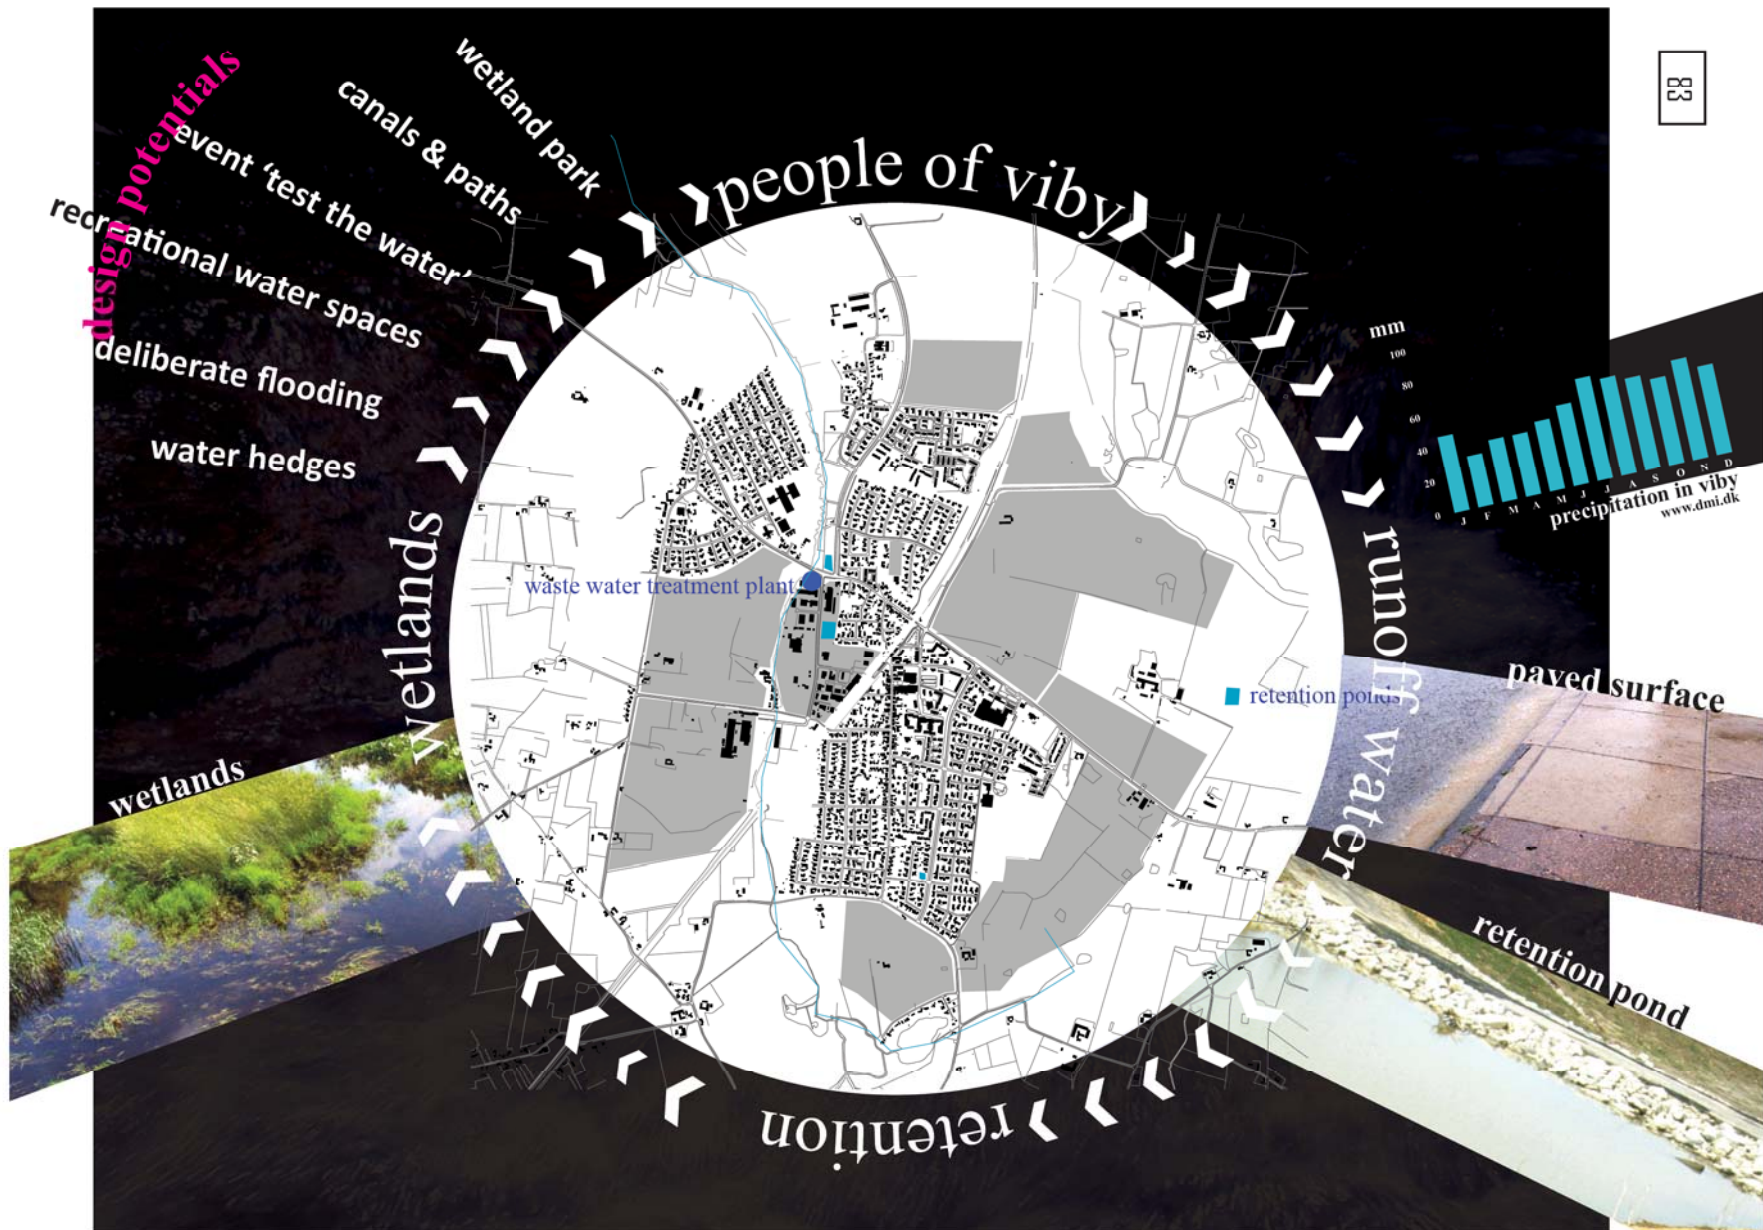 design potentials
wetland park
canals & paths
event ‘test the water’
recreational water spaces
deliberate flooding
water hedges
people of viby
runoff water
retention
wetlands
mm
100
80
60
40
20
0
J F M A M J J A S O N D
precipitation in viby
www.dmi.dk
waste water treatment plant
retention ponds
paved surface
retention pond
wetlands